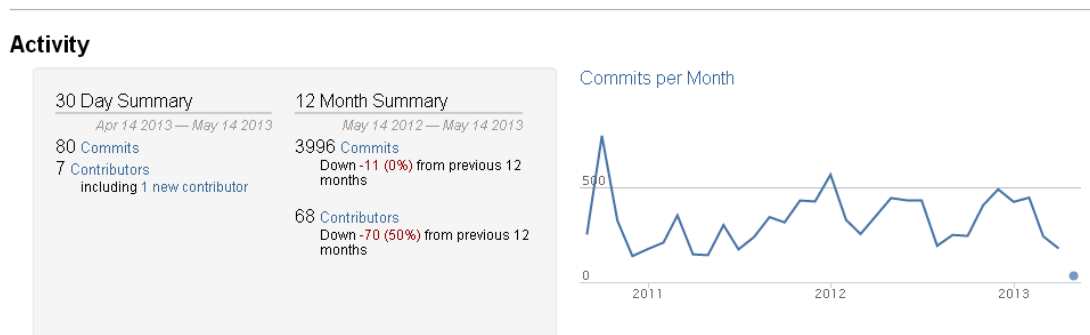 Activity
30 Day Summary
Apr 14 2013 — May 14 2013
80 Commits
7 Contributors
including 1 new contributor
12 Month Summary
May 14 2012 — May 14 2013
3996 Commits
Down -11 (0%) from previous 12
months
68 Contributors
Down -70 (50%) from previous 12
months
Commits per Month
500
0
2011
2012
2013